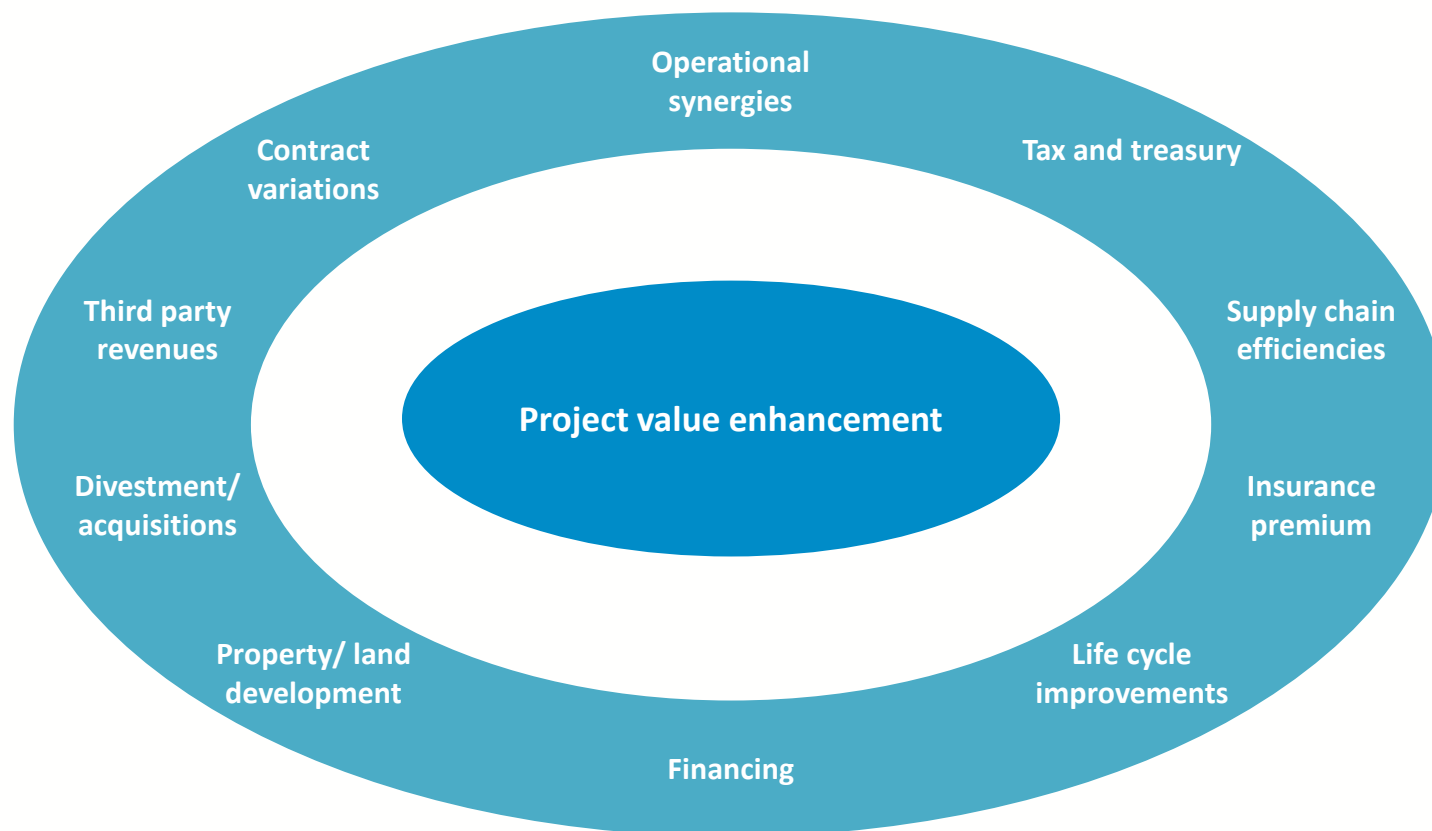 Operational
synergies
Contract
variations
Tax and treasury
Third party
revenues
Supply chain
efficiencies
Project value enhancement
Divestment/
acquisitions
Insurance
premium
Property/ land
development
Life cycle
improvements
Financing